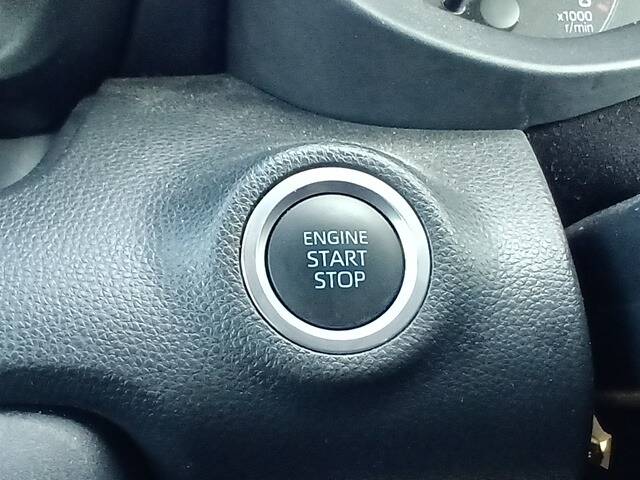 x1000
r/min
ENGINE
START
STOP